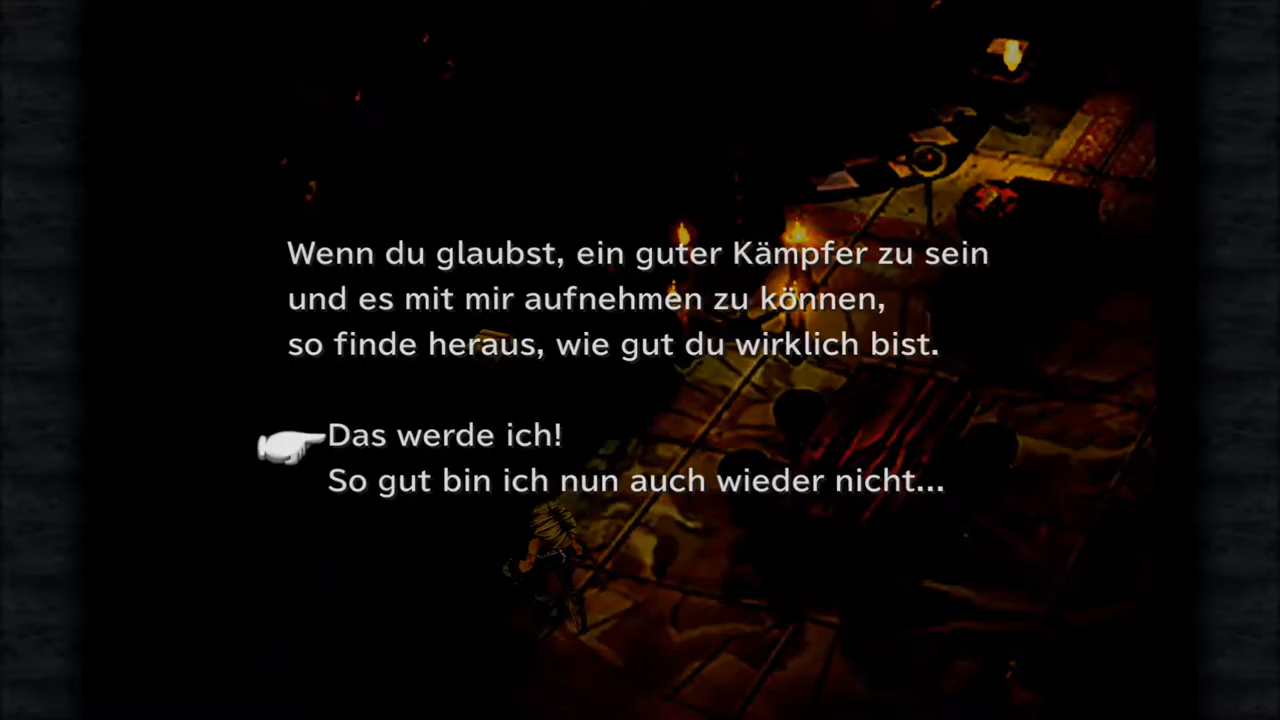 Wenn du glaubst, ein guter Kämpfer zu sein
und es mit mir aufnehmen zu können,
so finde heraus, wie gut du wirklich bist.
Das werde ich!
So gut bin ich nun auch wieder nicht...